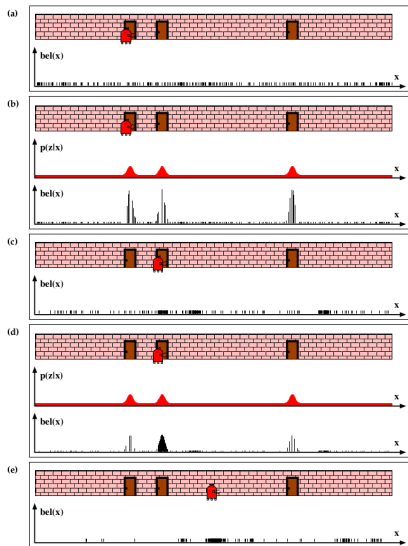 (a)
bel(x)
x
(b)
p(z|x)
x
bel(x)
x
(c)
bel(x)
x
(d)
p(z|x)
x
bel(x)
x
(e)
bel(x)
x